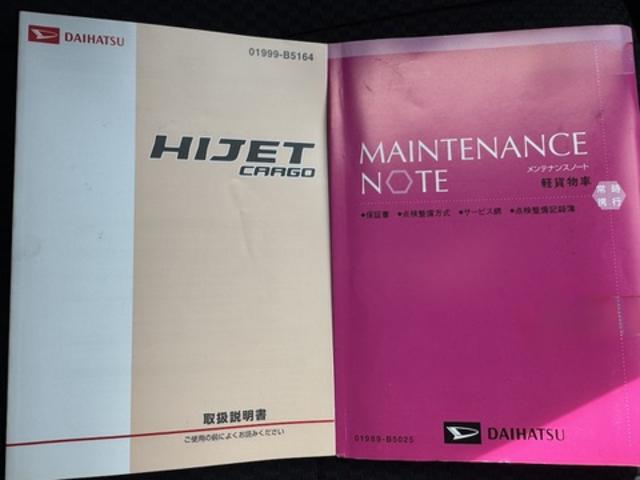 DAIHATSU
01999-B5164
HIJET
CARGO
取扱説明書
ご使用の前によくお読みください
MAINTENANCE
NOTE
メンテナンスノート
軽貨物車
常時
携行
●保証書 ●点検整備方式 ●サービス網 ●点検整備記録簿
01989-B5025
DAIHATSU